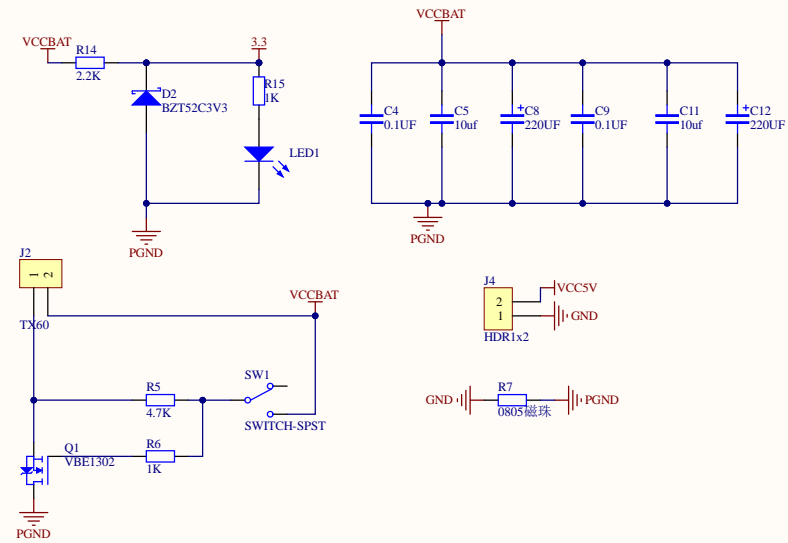 VCCBAT
R14
2.2K
D2
BZT52C3V3
3.3
R15
1K
LED1
PGND
VCCBAT
C4
0.1UF
C5
10uf
+
C8
220UF
C9
0.1UF
C11
10uf
+
C12
220UF
PGND
J2
1
2
TX60
VCCBAT
R5
4.7K
SW1
SWITCH-SPST
R6
1K
Q1
VBE1302
PGND
J4
2
1
HDR1x2
VCC5V
GND
GND
R7
0805磁珠
PGND